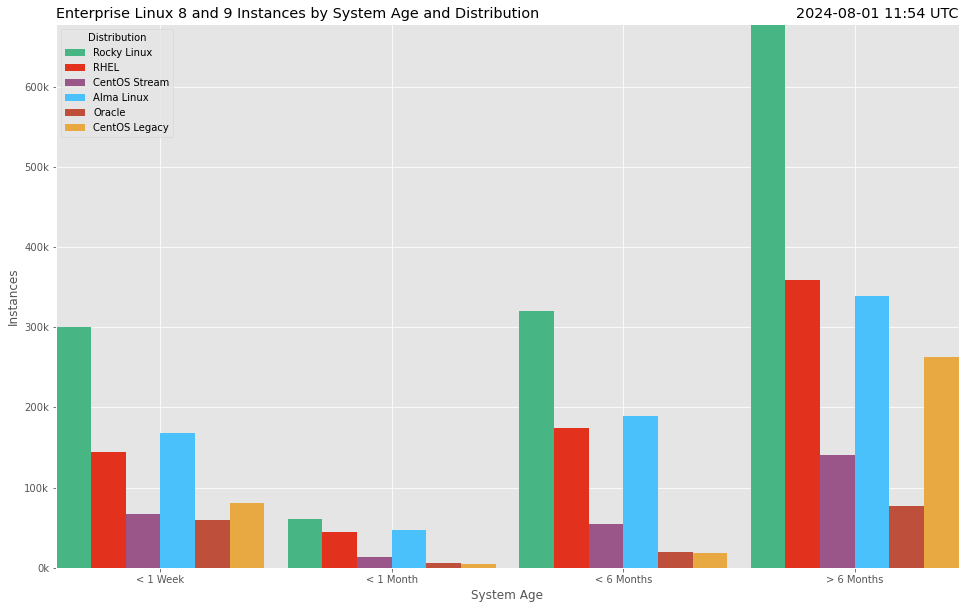 Enterprise Linux 8 and 9 Instances by System Age and Distribution
2024-08-01 11:54 UTC
Distribution
Rocky Linux
RHEL
CentOS Stream
Alma Linux
Oracle
CentOS Legacy
600k
500k
400k
300k
200k
100k
0k
Instances
< 1 Week
< 1 Month
< 6 Months
> 6 Months
System Age